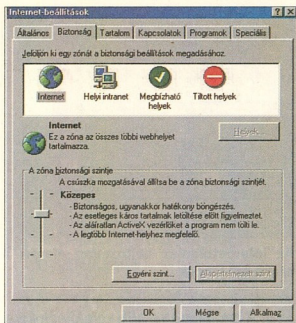 Internet-beállítások
Általános Biztonság Tartalom Kapcsolatok Programok Speciális
Jelöljön ki egy zónát a biztonsági beállítások megadásához.
Internet Helyi intranet Megbízható helyek Tiltott helyek
Internet
Ez a zóna az összes többi webhelyet
tartalmazza.
Helyek...
A zóna biztonsági szintje
A csúszka mozgatásával állítsa be a zóna biztonsági szintjét.
Közepes
- Biztonságos, ugyanakkor hatékony böngészés.
- Az esetleges káros tartalmak letöltése előtt figyelmeztet.
- Az aláíratlan ActiveX vezérlőket a program nem tölti le.
- A legtöbb Internet-helyhez megfelelő.
Egyéni szint... Alapértelmezett szint
OK Mégse Alkalmaz